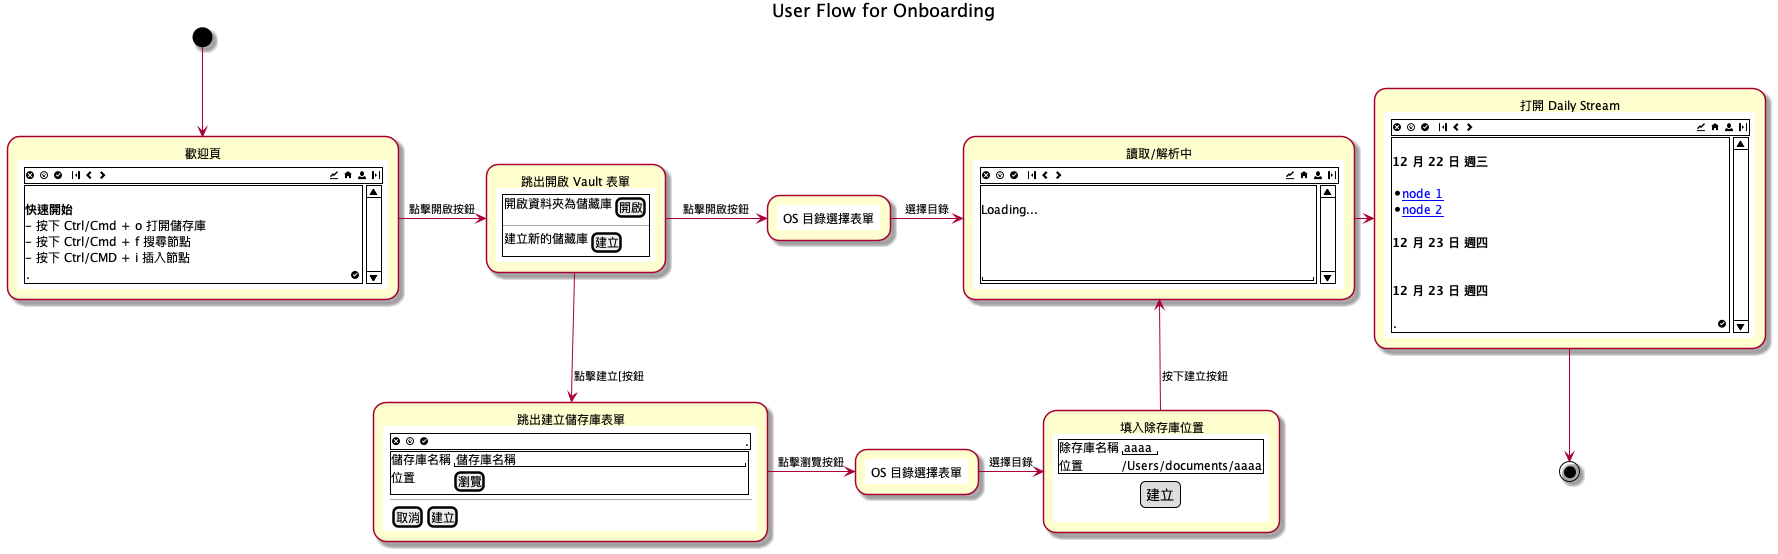 User Flow for Onboarding
歡迎頁
快速開始
- 按下 Ctrl/Cmd + o 打開儲存庫
- 按下 Ctrl/Cmd + f 搜尋節點
- 按下 Ctrl/CMD + i 插入節點
.
點擊開啟按鈕
跳出開啟 Vault 表單
開啟資料夾為儲藏庫 開啟
建立新的儲藏庫 建立
點擊開啟按鈕
OS 目錄選擇表單
選擇目錄
讀取/解析中
Loading...
打開 Daily Stream
12 月 22 日 週三
node 1
node 2
12 月 23 日 週四
12 月 23 日 週四
.
點擊建立[按鈕
跳出建立儲存庫表單
.
儲存庫名稱 儲存庫名稱
位置 瀏覽
取消 建立
點擊瀏覽按鈕
OS 目錄選擇表單
選擇目錄
填入除存庫位置
除存庫名稱 aaaa
位置 /Users/documents/aaaa
建立
按下建立按鈕